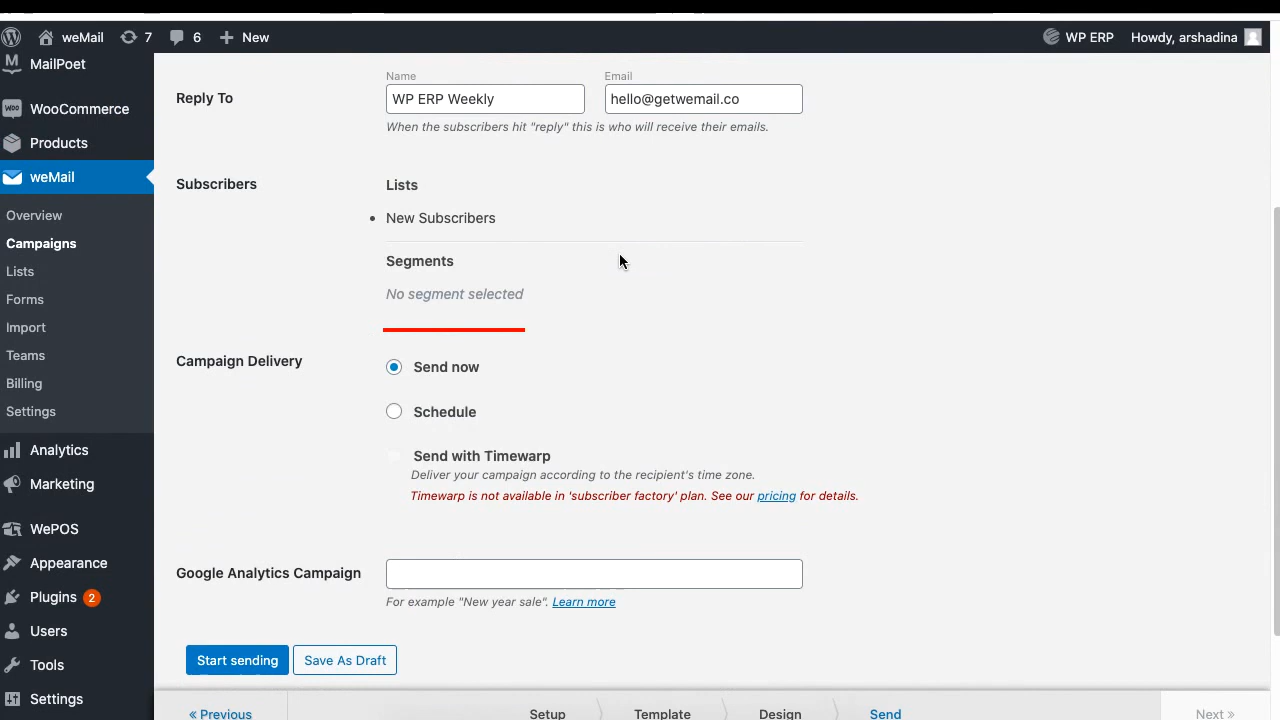 weMail 7 6 New WP ERP Howdy, arshadina
MailPoet
WooCommerce
Products
weMail
Overview
Campaigns
Lists
Forms
Import
Teams
Billing
Settings
Analytics
Marketing
WePOS
Appearance
Plugins 2
Users
Tools
Settings
Name Email
Reply To WP ERP Weekly hello@getwemail.co
When the subscribers hit "reply" this is who will receive their emails.
Subscribers Lists
New Subscribers
Segments
No segment selected
Campaign Delivery Send now
Schedule
Send with Timewarp
Deliver your campaign according to the recipient's time zone.
Timewarp is not available in 'subscriber factory' plan. See our pricing for details.
Google Analytics Campaign
For example "New year sale". Learn more
Start sending Save As Draft
« Previous Setup Template Design Send Next »